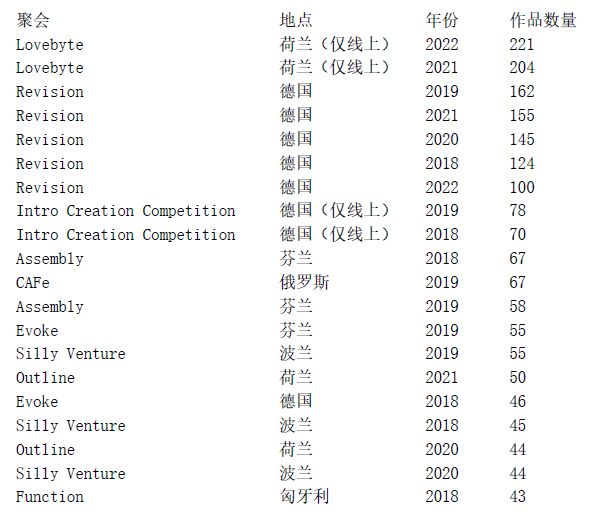 聚会 地点 年份 作品数量
Lovebyte 荷兰（仅线上） 2022 221
Lovebyte 荷兰（仅线上） 2021 204
Revision 德国 2019 162
Revision 德国 2021 155
Revision 德国 2020 145
Revision 德国 2018 124
Revision 德国 2022 100
Intro Creation Competition 德国（仅线上） 2019 78
Intro Creation Competition 德国（仅线上） 2018 70
Assembly 芬兰 2018 67
CAFe 俄罗斯 2019 67
Assembly 芬兰 2019 58
Evoke 芬兰 2019 55
Silly Venture 波兰 2019 55
Outline 荷兰 2021 50
Evoke 德国 2018 46
Silly Venture 波兰 2018 45
Outline 荷兰 2020 44
Silly Venture 波兰 2020 44
Function 匈牙利 2018 43